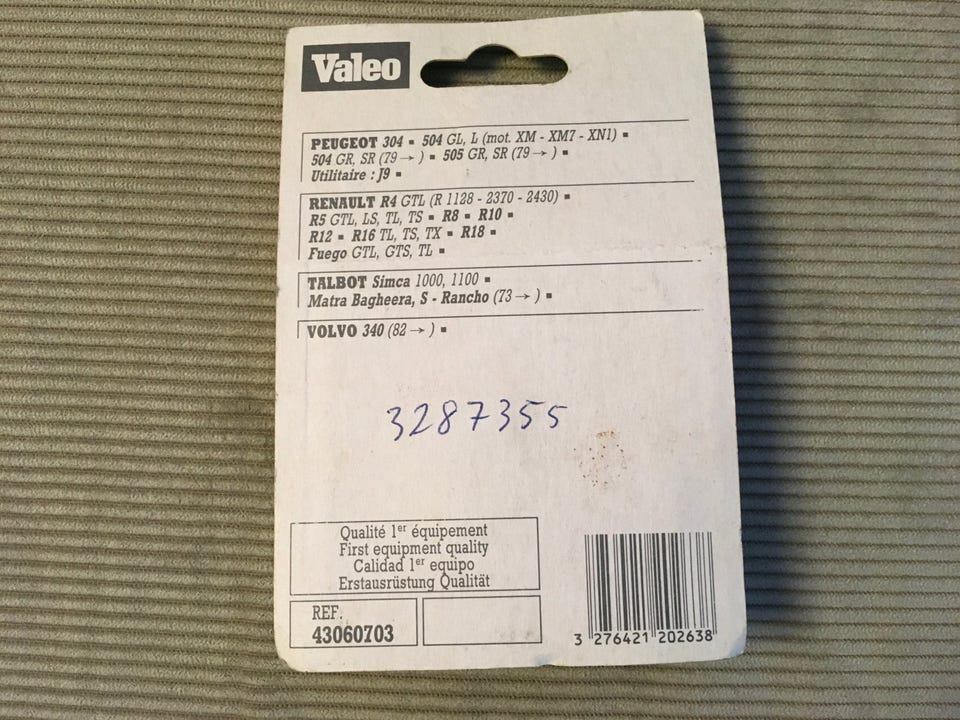 Valeo
PEUGEOT 304 ▪ 504 GL, L (mot. XM - XM7 - XN1) ▪
504 GR, SR (79 → ) ▪ 505 GR, SR (79 → ) ▪
Utilitaire : J9 ▪
RENAULT R4 GTL (R 1128 - 2370 - 2430) ▪
R5 GTL, LS, TL, TS ▪ R8 ▪ R10 ▪
R12 ▪ R16 TL, TS, TX ▪ R18 ▪
Fuego GTL, GTS, TL ▪
TALBOT Simca 1000, 1100 ▪
Matra Bagheera, S - Rancho (73 → ) ▪
VOLVO 340 (82 → ) ▪
3287355
Qualité 1er équipement
First equipment quality
Calidad 1er equipo
Erstausrüstung Qualität
REF.
43060703
3 276421 202638